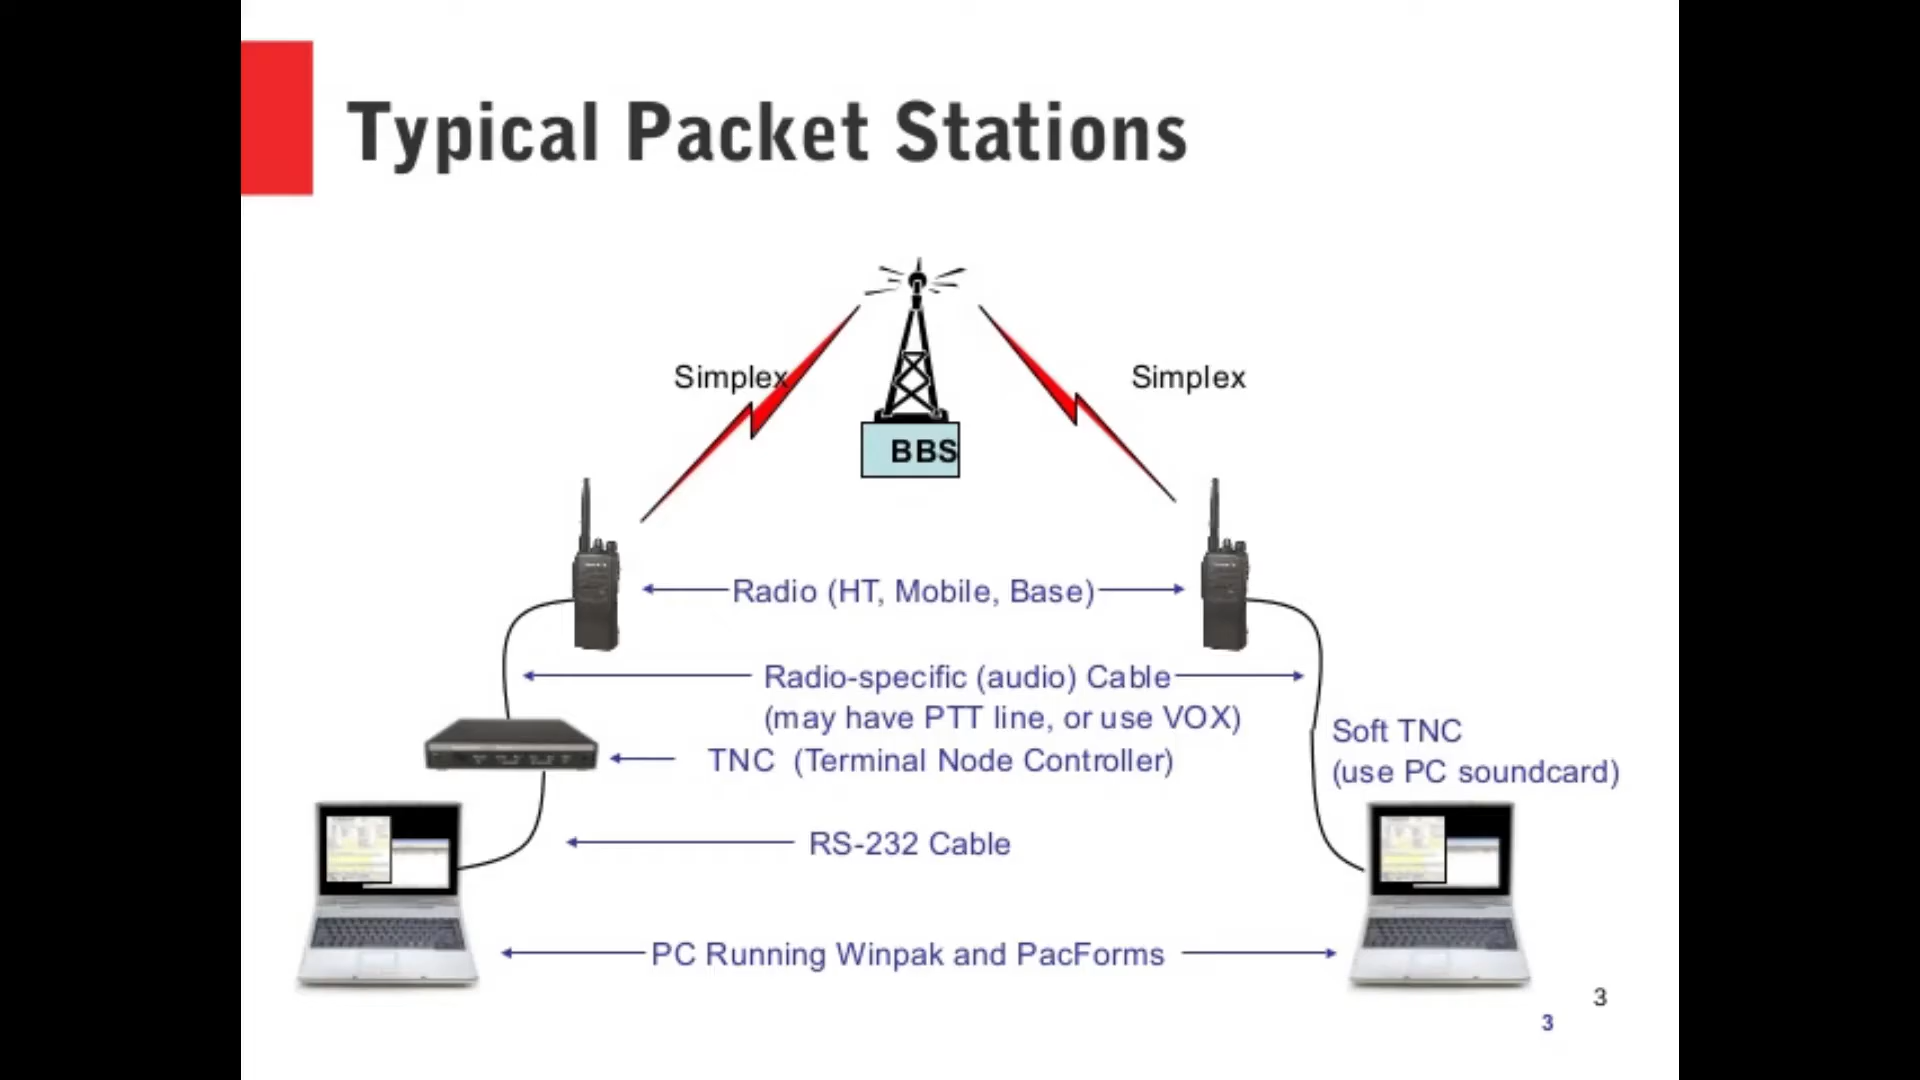 Typical Packet Stations
Simplex
Simplex
BBS
Radio (HT, Mobile, Base)
Radio-specific (audio) Cable
(may have PTT line, or use VOX)
Soft TNC
(use PC soundcard)
TNC (Terminal Node Controller)
RS-232 Cable
PC Running Winpak and PacForms
3
3